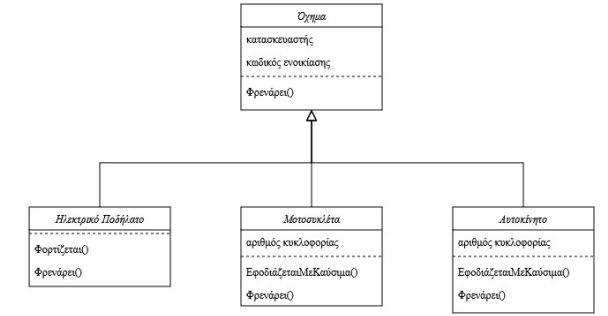 Όχημα
κατασκευαστής
κωδικός ενοικίασης
Φρενάρει()
Ηλεκτρικό Ποδήλατο
Φορτίζεται()
Φρενάρει()
Μοτοσυκλέτα
αριθμός κυκλοφορίας
ΕφοδιάζεταιΜεΚαύσιμα()
Φρενάρει()
Αυτοκίνητο
αριθμός κυκλοφορίας
ΕφοδιάζεταιΜεΚαύσιμα()
Φρενάρει()